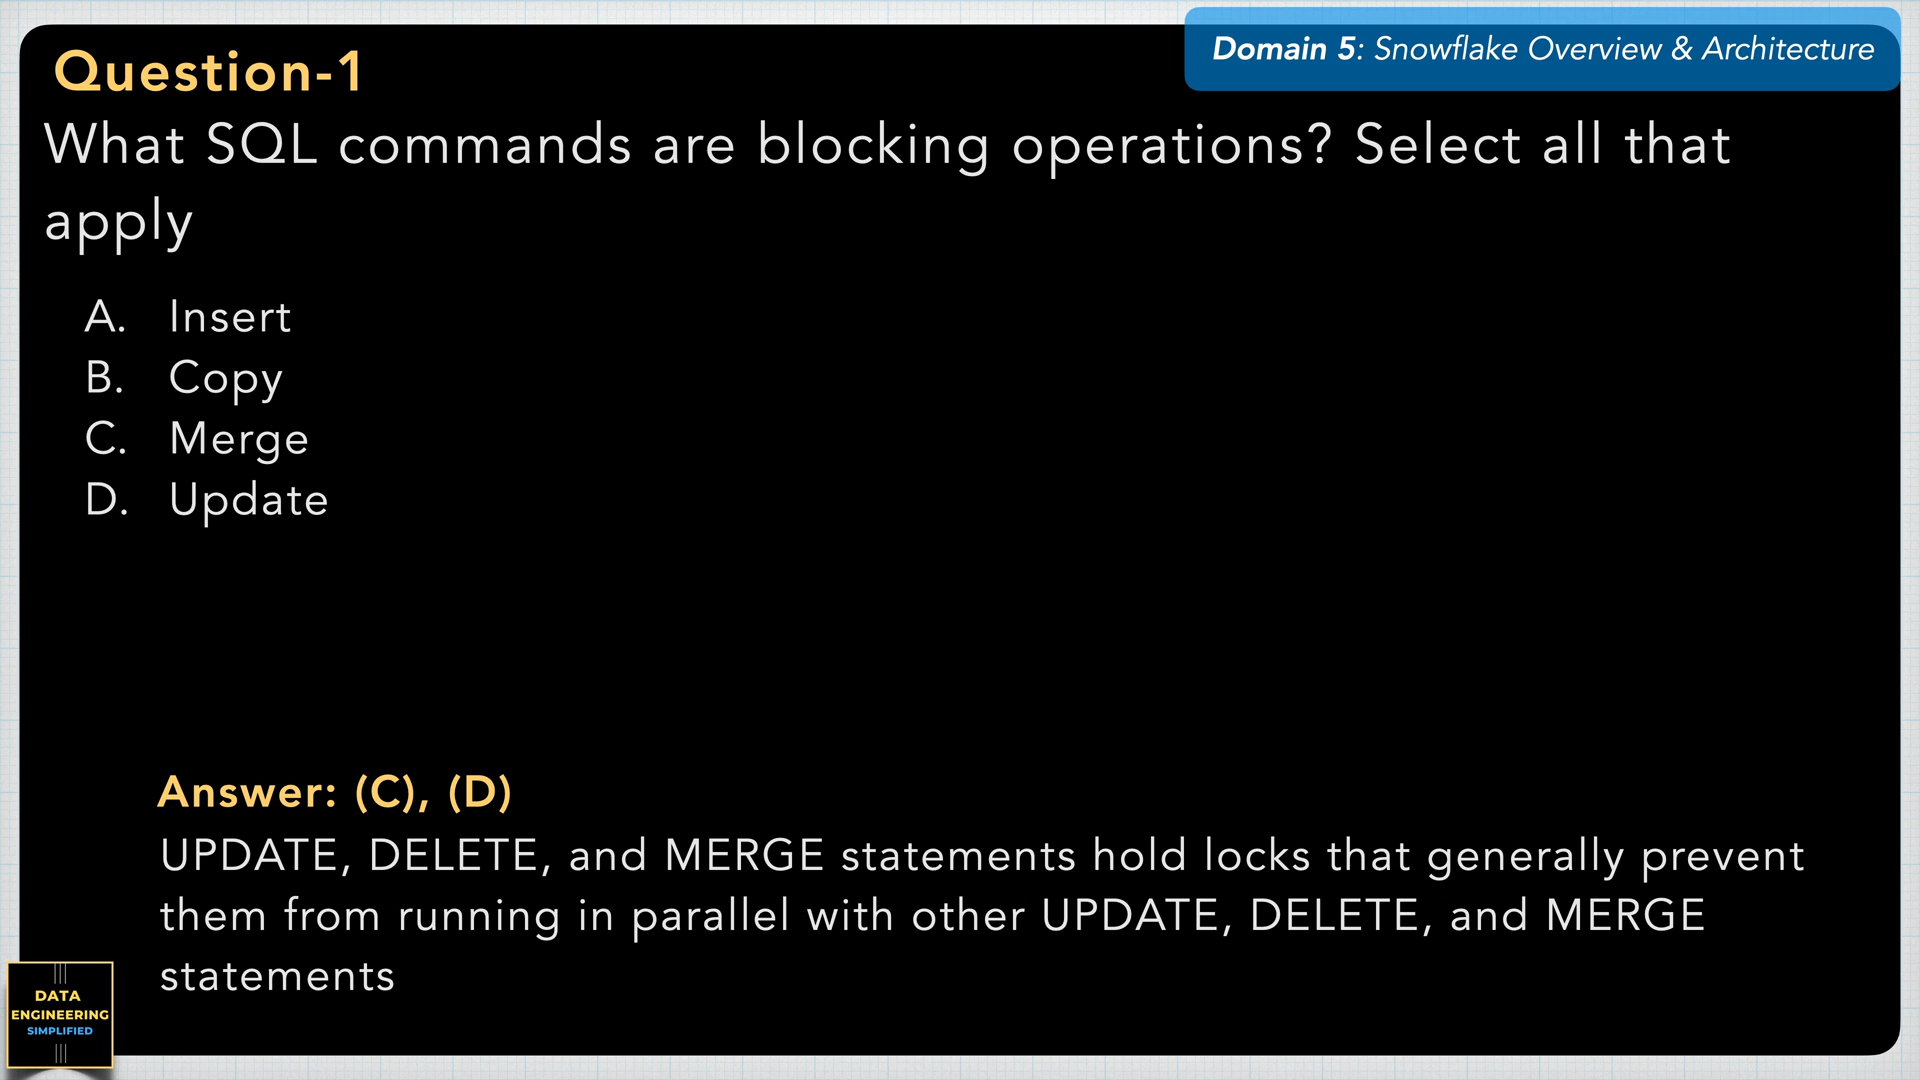 Domain 5: Snowflake Overview & Architecture
Question-1
What SQL commands are blocking operations? Select all that
apply
A. Insert
B. Copy
C. Merge
D. Update
Answer: (C), (D)
UPDATE, DELETE, and MERGE statements hold locks that generally prevent
them from running in parallel with other UPDATE, DELETE, and MERGE
statements
DATA
ENGINEERING
SIMPLIFIED